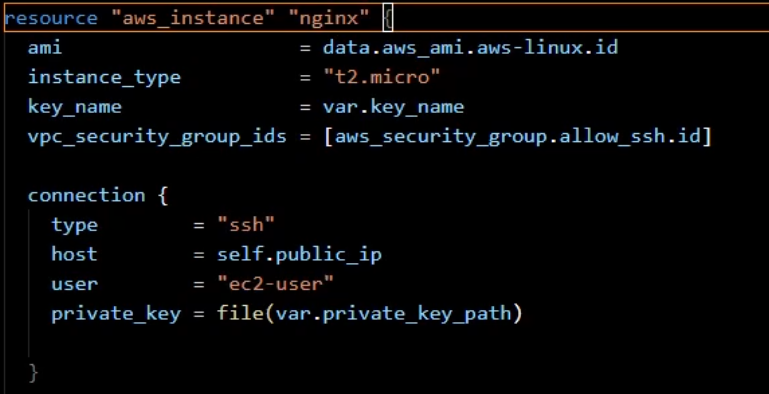 resource "aws_instance" "nginx" {
  ami                    = data.aws_ami.aws-linux.id
  instance_type          = "t2.micro"
  key_name               = var.key_name
  vpc_security_group_ids = [aws_security_group.allow_ssh.id]

  connection {
    type        = "ssh"
    host        = self.public_ip
    user        = "ec2-user"
    private_key = file(var.private_key_path)

  }